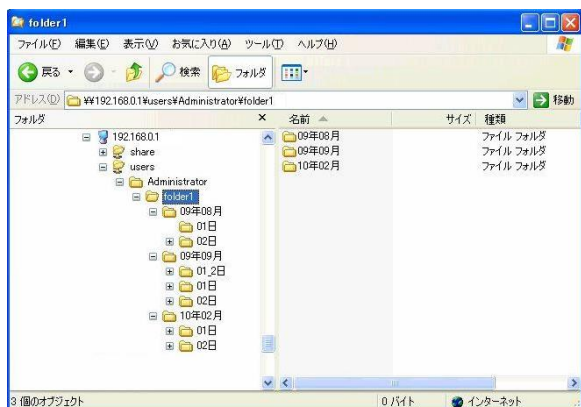 folder1
ファイル(F) 編集(E) 表示(V) お気に入り(A) ツール(T) ヘルプ(H)
戻る 検索 フォルダ
アドレス(D) ¥¥192.168.0.1¥users¥Administrator¥folder1 移動
フォルダ × 名前 サイズ 種類
192.168.0.1
share
users
Administrator
folder1
09年08月
01日
02日
09年09月
01_2日
01日
02日
10年02月
01日
02日
09年08月 ファイル フォルダ
09年09月 ファイル フォルダ
10年02月 ファイル フォルダ
3 個のオブジェクト 0 バイト インターネット